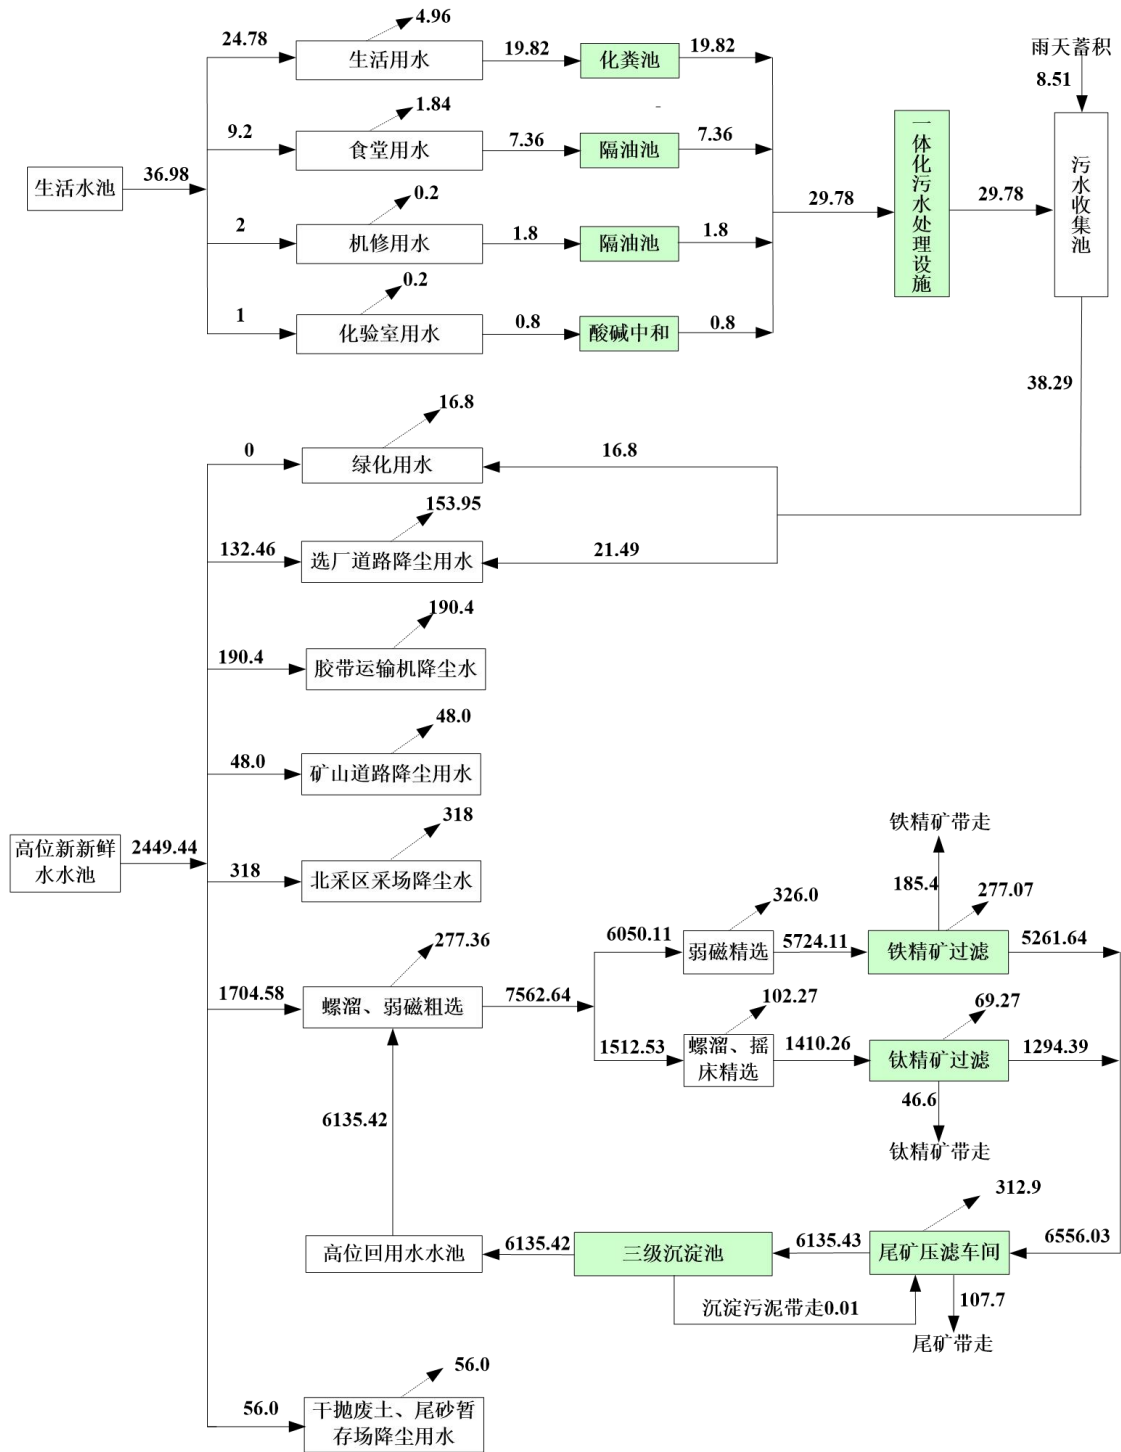 4.96
24.78
生活用水
19.82
化粪池
19.82
雨天蓄积
8.51
1.84
9.2
食堂用水
7.36
隔油池
7.36
一体化污水处理设施
污水收集池
生活水池
36.98
29.78
29.78
0.2
2
机修用水
1.8
隔油池
1.8
0.2
1
化验室用水
0.8
酸碱中和
0.8
38.29
16.8
0
绿化用水
16.8
153.95
132.46
选厂道路降尘用水
21.49
190.4
190.4
胶带运输机降尘水
48.0
48.0
矿山道路降尘用水
318
高位新新鲜
水水池
2449.44
318
北采区采场降尘水
铁精矿带走
185.4
277.07
326.0
6050.11
弱磁精选
5724.11
铁精矿过滤
5261.64
277.36
1704.58
螺溜、弱磁粗选
7562.64
102.27
69.27
1512.53
螺溜、摇
床精选
1410.26
钛精矿过滤
1294.39
46.6
钛精矿带走
6135.42
312.9
高位回用水水池
6135.42
三级沉淀池
6135.43
尾矿压滤车间
6556.03
沉淀污泥带走0.01
107.7
尾矿带走
56.0
56.0
干抛废土、尾砂暂
存场降尘用水